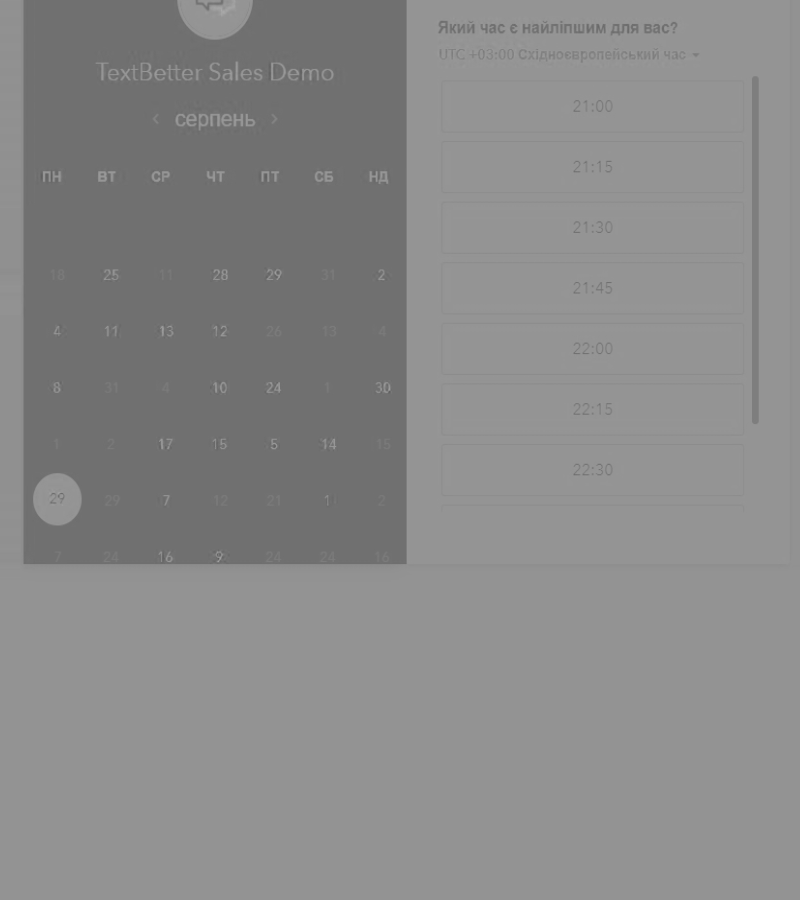 TextBetter Sales Demo
‹ серпень ›
ПН ВТ СР ЧТ ПТ СБ НД
18 25 11 28 29 31 2
4 11 13 12 26 13 4
8 31 4 10 24 1 30
1 2 17 15 5 14 15
29 29 7 12 21 1 2
7 24 16 9 24 24 16
Який час є найліпшим для вас?
UTC +03:00 Східноєвропейський час
21:00
21:15
21:30
21:45
22:00
22:15
22:30